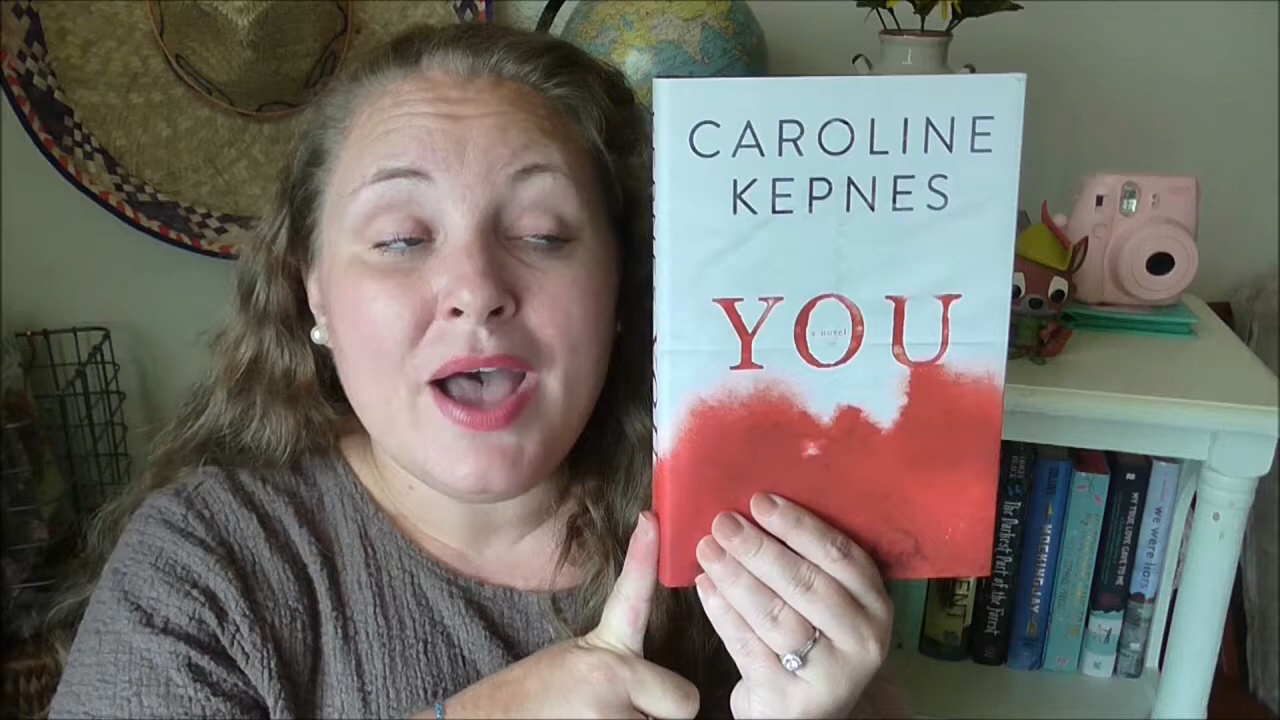 CAROLINE
KEPNES
YOU
a novel
The Darkest Part of the Forest
MOCKINGJAY
MY TRUE LOVE GAVE TO ME
we were liars